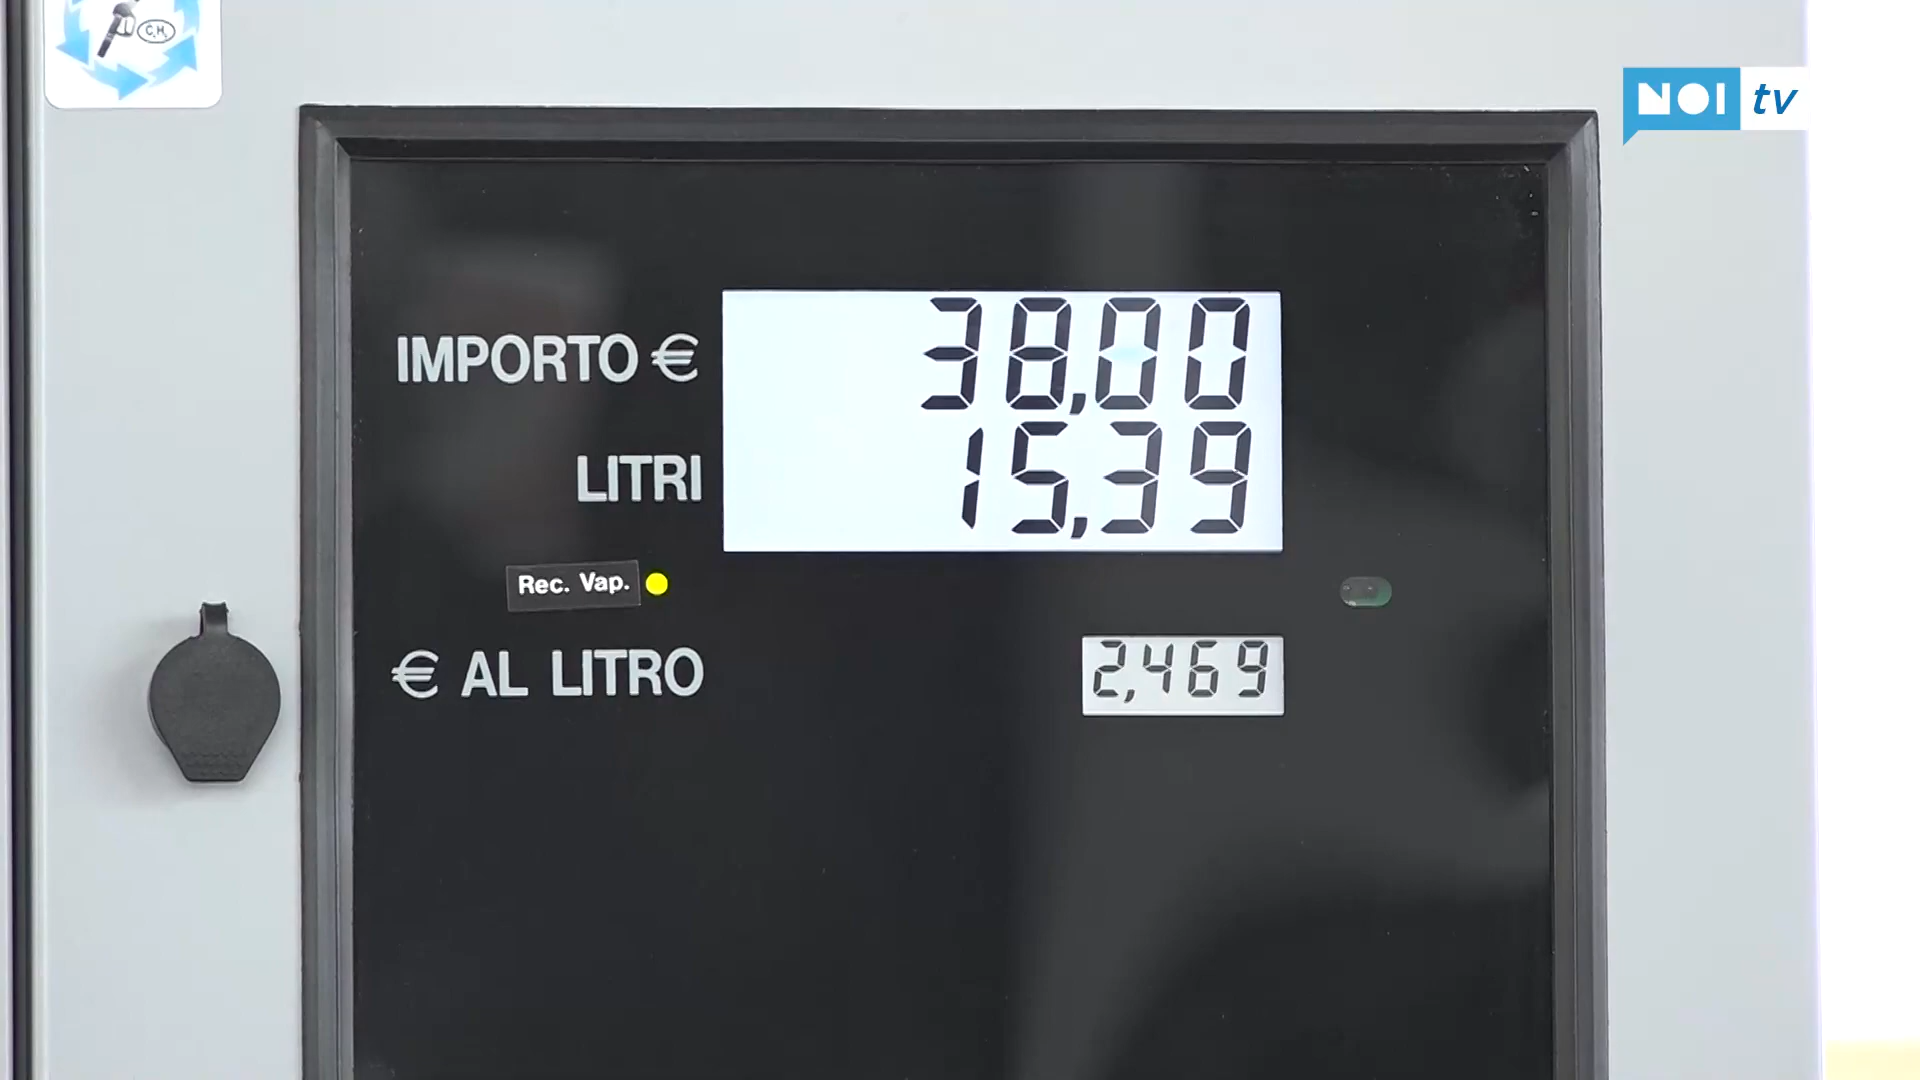 C.H.
NOI tv
IMPORTO € 38,00
LITRI 15,39
Rec. Vap.
€ AL LITRO 2,469